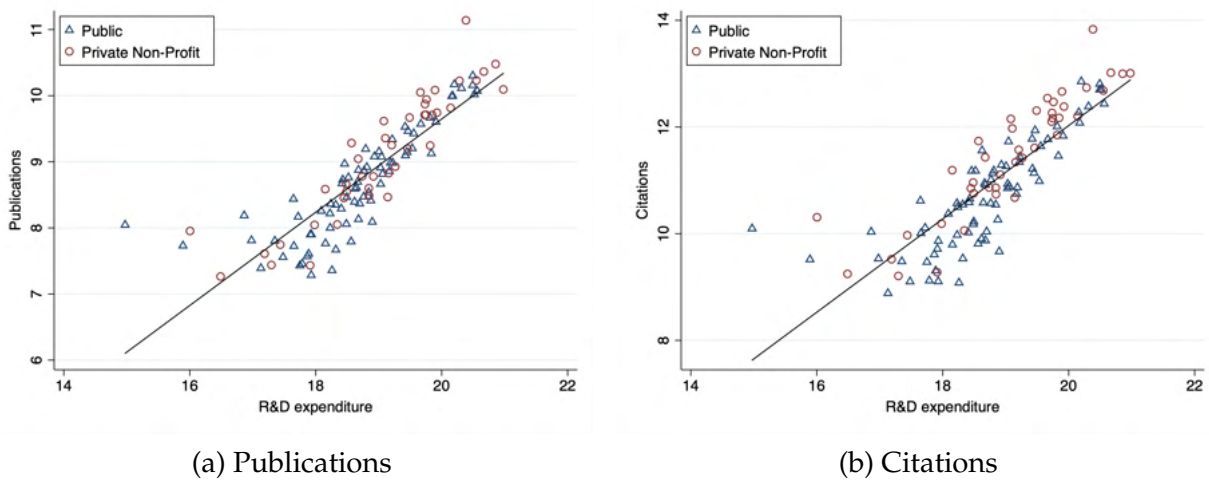 Public
Private Non-Profit
11
10
9
8
7
6
Publications
14
16
18
20
22
R&D expenditure
(a) Publications
Public
Private Non-Profit
14
12
10
8
Citations
14
16
18
20
22
R&D expenditure
(b) Citations